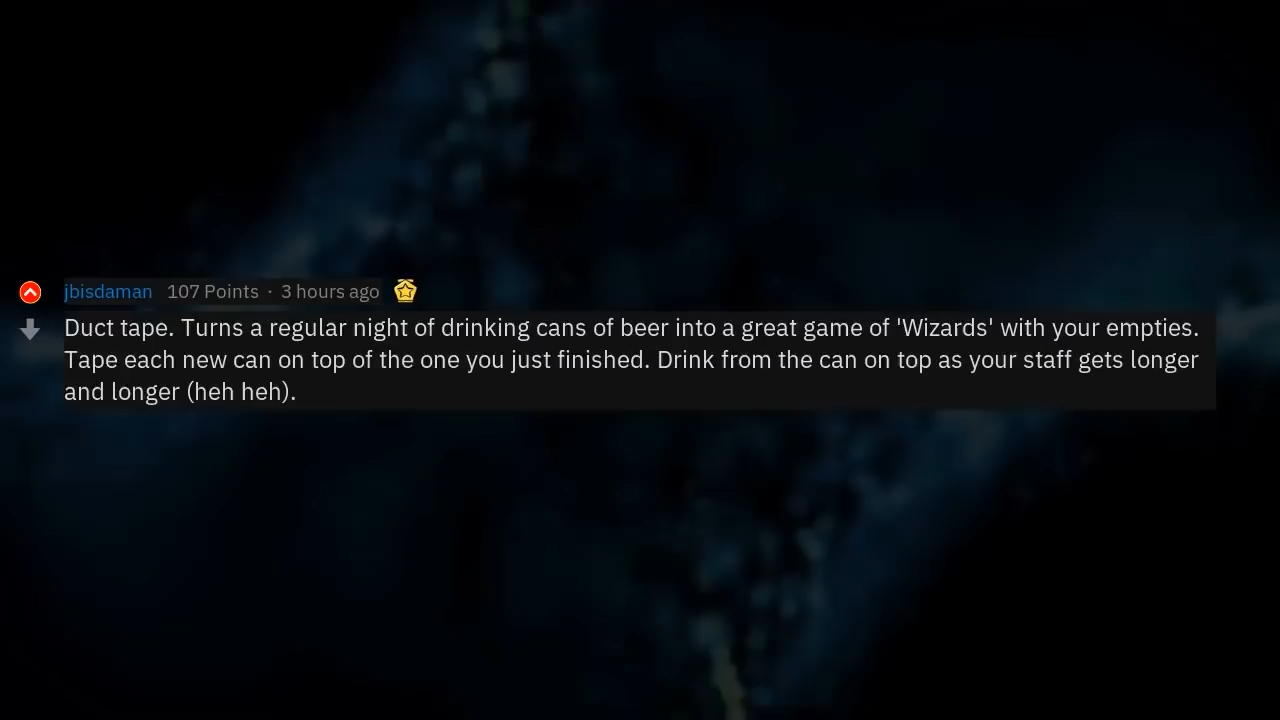 jbisdaman 107 Points · 3 hours ago
Duct tape. Turns a regular night of drinking cans of beer into a great game of 'Wizards' with your empties.
Tape each new can on top of the one you just finished. Drink from the can on top as your staff gets longer
and longer (heh heh).